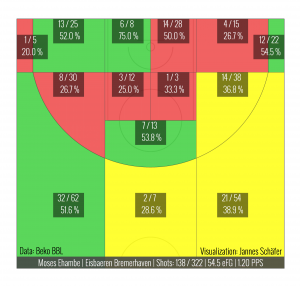 13 / 25
52.0 %
6 / 8
75.0 %
14 / 28
50.0 %
4 / 15
26.7 %
1 / 5
20.0 %
12 / 22
54.5 %
8 / 30
26.7 %
3 / 12
25.0 %
1 / 3
33.3 %
14 / 38
36.8 %
7 / 13
53.8 %
32 / 62
51.6 %
2 / 7
28.6 %
21 / 54
38.9 %
Data: Beko BBL
Visualization: Jannes Schäfer
Moses Ehambe | Eisbaeren Bremerhaven | Shots: 138 / 322 | 54.5 eFG | 1.20 PPS